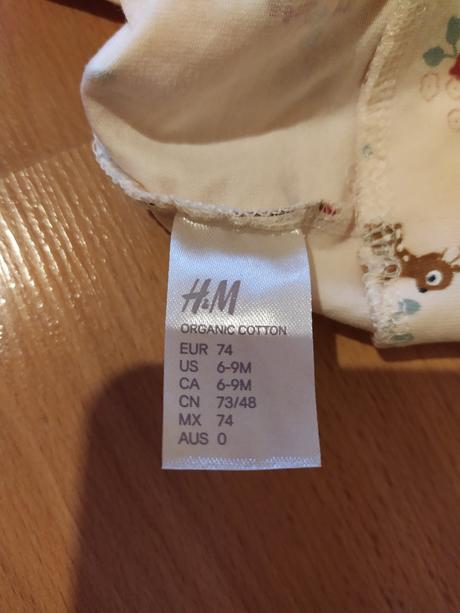 H&M
ORGANIC COTTON
EUR 74
US 6-9M
CA 6-9M
CN 73/48
MX 74
AUS 0